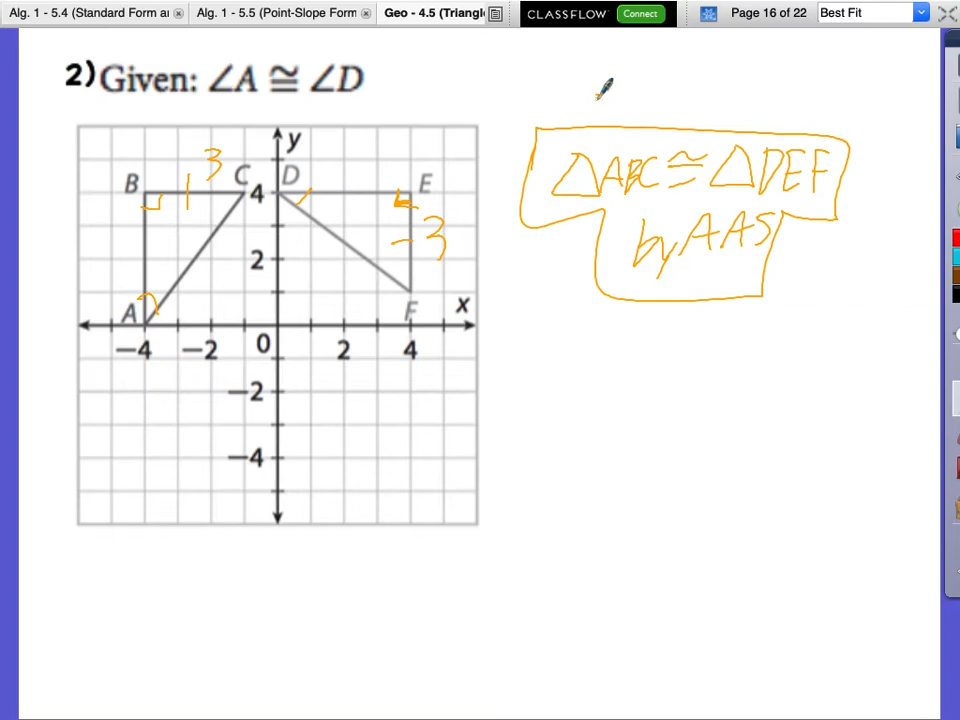 Alg. 1 - 5.4 (Standard Form ar
Alg. 1 - 5.5 (Point-Slope Form
Geo - 4.5 (Triangl
CLASSFLOW
Connect
Page 16 of 22
Best Fit
2) Given: ∠A ≅ ∠D
y
B 3 C D E
4
△ABC ≅ △DEF
by AAS
3
2
A F x
−4 −2 0 2 4
−2
−4